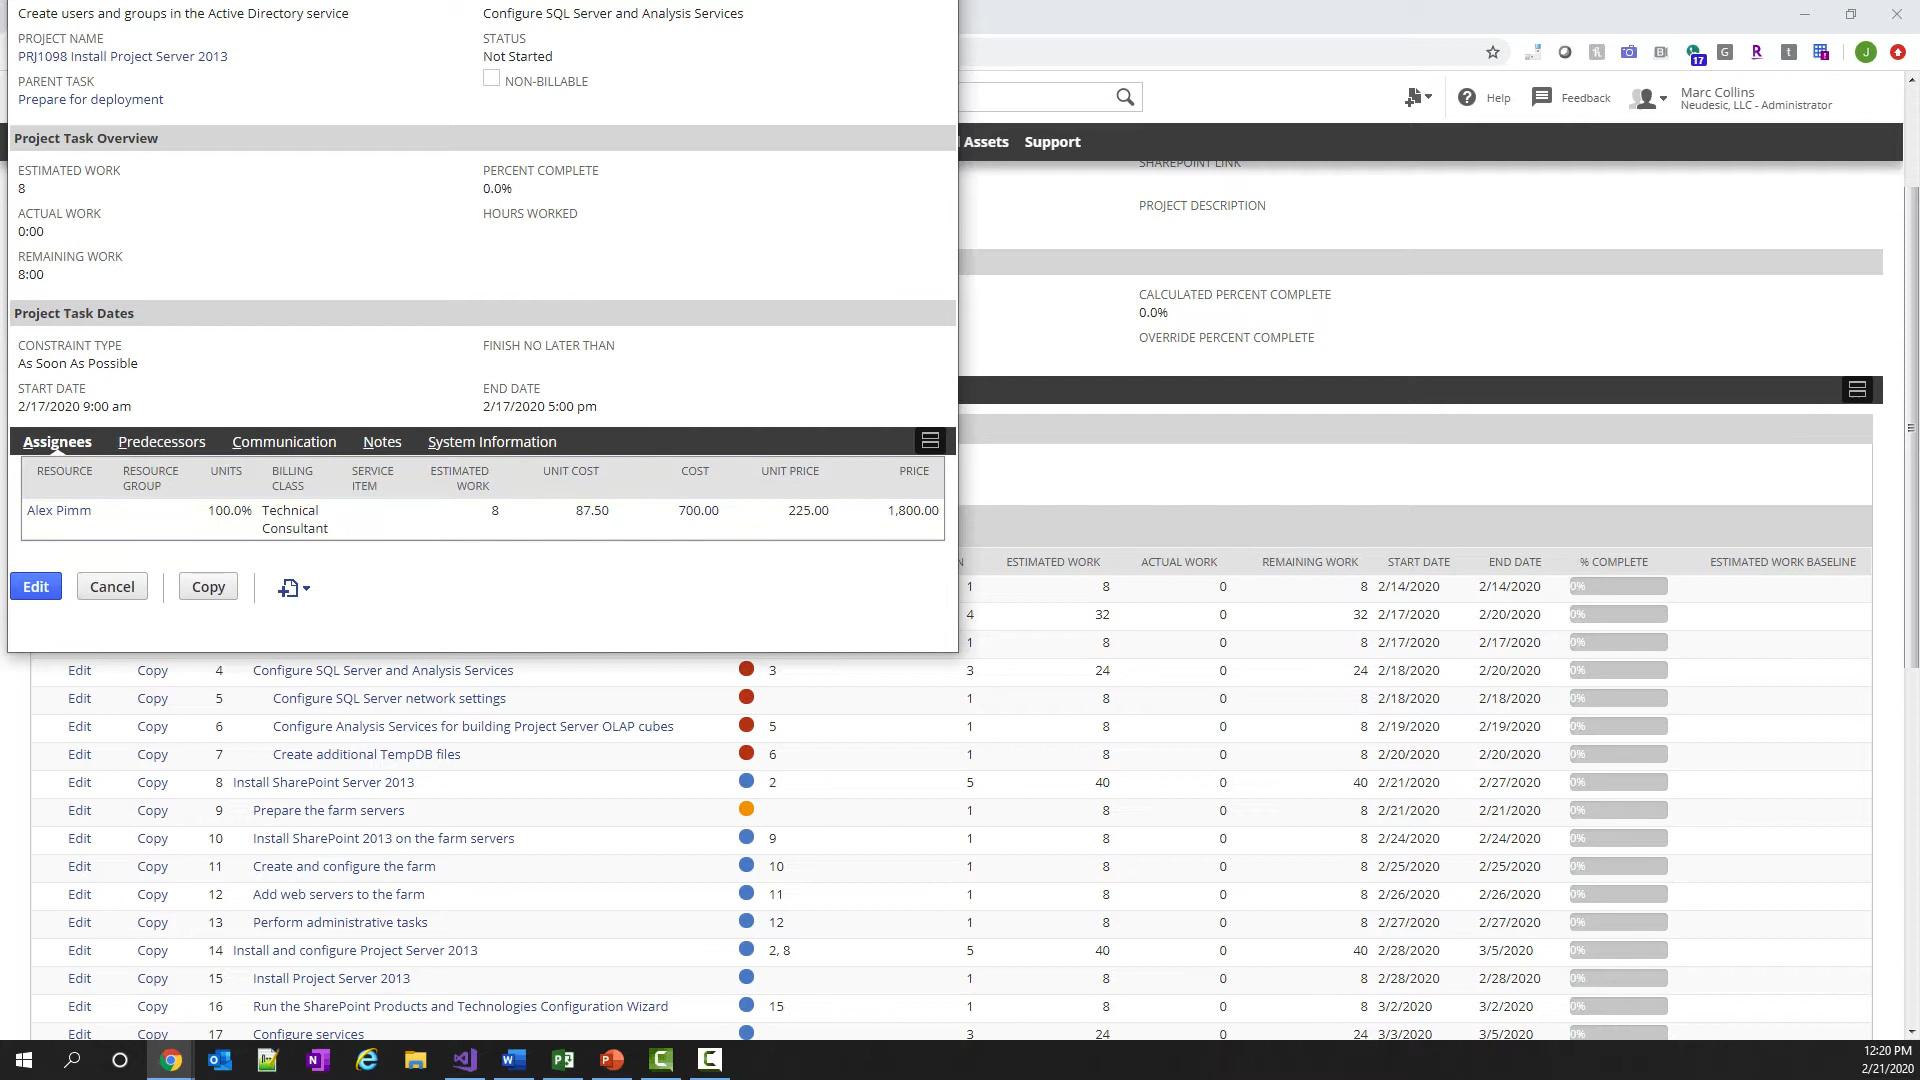 Create users and groups in the Active Directory service Configure SQL Server and Analysis Services
PROJECT NAME STATUS
PRJ1098 Install Project Server 2013 Not Started
PARENT TASK NON-BILLABLE
Prepare for deployment
Project Task Overview
ESTIMATED WORK PERCENT COMPLETE
8 0.0%
ACTUAL WORK HOURS WORKED
0:00
REMAINING WORK
8:00
Project Task Dates
CONSTRAINT TYPE FINISH NO LATER THAN
As Soon As Possible
START DATE END DATE
2/17/2020 9:00 am 2/17/2020 5:00 pm
Assignees Predecessors Communication Notes System Information
RESOURCE RESOURCE GROUP UNITS BILLING CLASS SERVICE ITEM ESTIMATED WORK UNIT COST COST UNIT PRICE PRICE
Alex Pimm 100.0% Technical Consultant 8 87.50 700.00 225.00 1,800.00
Edit Cancel Copy
17 J
Help Feedback Marc Collins
Neudesic, LLC - Administrator
Assets Support
SHAREPOINT LINK
PROJECT DESCRIPTION
CALCULATED PERCENT COMPLETE
0.0%
OVERRIDE PERCENT COMPLETE
N ESTIMATED WORK ACTUAL WORK REMAINING WORK START DATE END DATE % COMPLETE ESTIMATED WORK BASELINE
1 8 0 8 2/14/2020 2/14/2020 0%
4 32 0 32 2/17/2020 2/20/2020 0%
1 8 0 8 2/17/2020 2/17/2020 0%
Edit Copy 4 Configure SQL Server and Analysis Services 3 3 24 0 24 2/18/2020 2/20/2020 0%
Edit Copy 5 Configure SQL Server network settings 1 8 0 8 2/18/2020 2/18/2020 0%
Edit Copy 6 Configure Analysis Services for building Project Server OLAP cubes 5 1 8 0 8 2/19/2020 2/19/2020 0%
Edit Copy 7 Create additional TempDB files 6 1 8 0 8 2/20/2020 2/20/2020 0%
Edit Copy 8 Install SharePoint Server 2013 2 5 40 0 40 2/21/2020 2/27/2020 0%
Edit Copy 9 Prepare the farm servers 1 8 0 8 2/21/2020 2/21/2020 0%
Edit Copy 10 Install SharePoint 2013 on the farm servers 9 1 8 0 8 2/24/2020 2/24/2020 0%
Edit Copy 11 Create and configure the farm 10 1 8 0 8 2/25/2020 2/25/2020 0%
Edit Copy 12 Add web servers to the farm 11 1 8 0 8 2/26/2020 2/26/2020 0%
Edit Copy 13 Perform administrative tasks 12 1 8 0 8 2/27/2020 2/27/2020 0%
Edit Copy 14 Install and configure Project Server 2013 2, 8 5 40 0 40 2/28/2020 3/5/2020 0%
Edit Copy 15 Install Project Server 2013 1 8 0 8 2/28/2020 2/28/2020 0%
Edit Copy 16 Run the SharePoint Products and Technologies Configuration Wizard 15 1 8 0 8 3/2/2020 3/2/2020 0%
Edit Copy 17 Configure services 3 24 0 24 3/3/2020 3/5/2020 0%
12:20 PM
2/21/2020